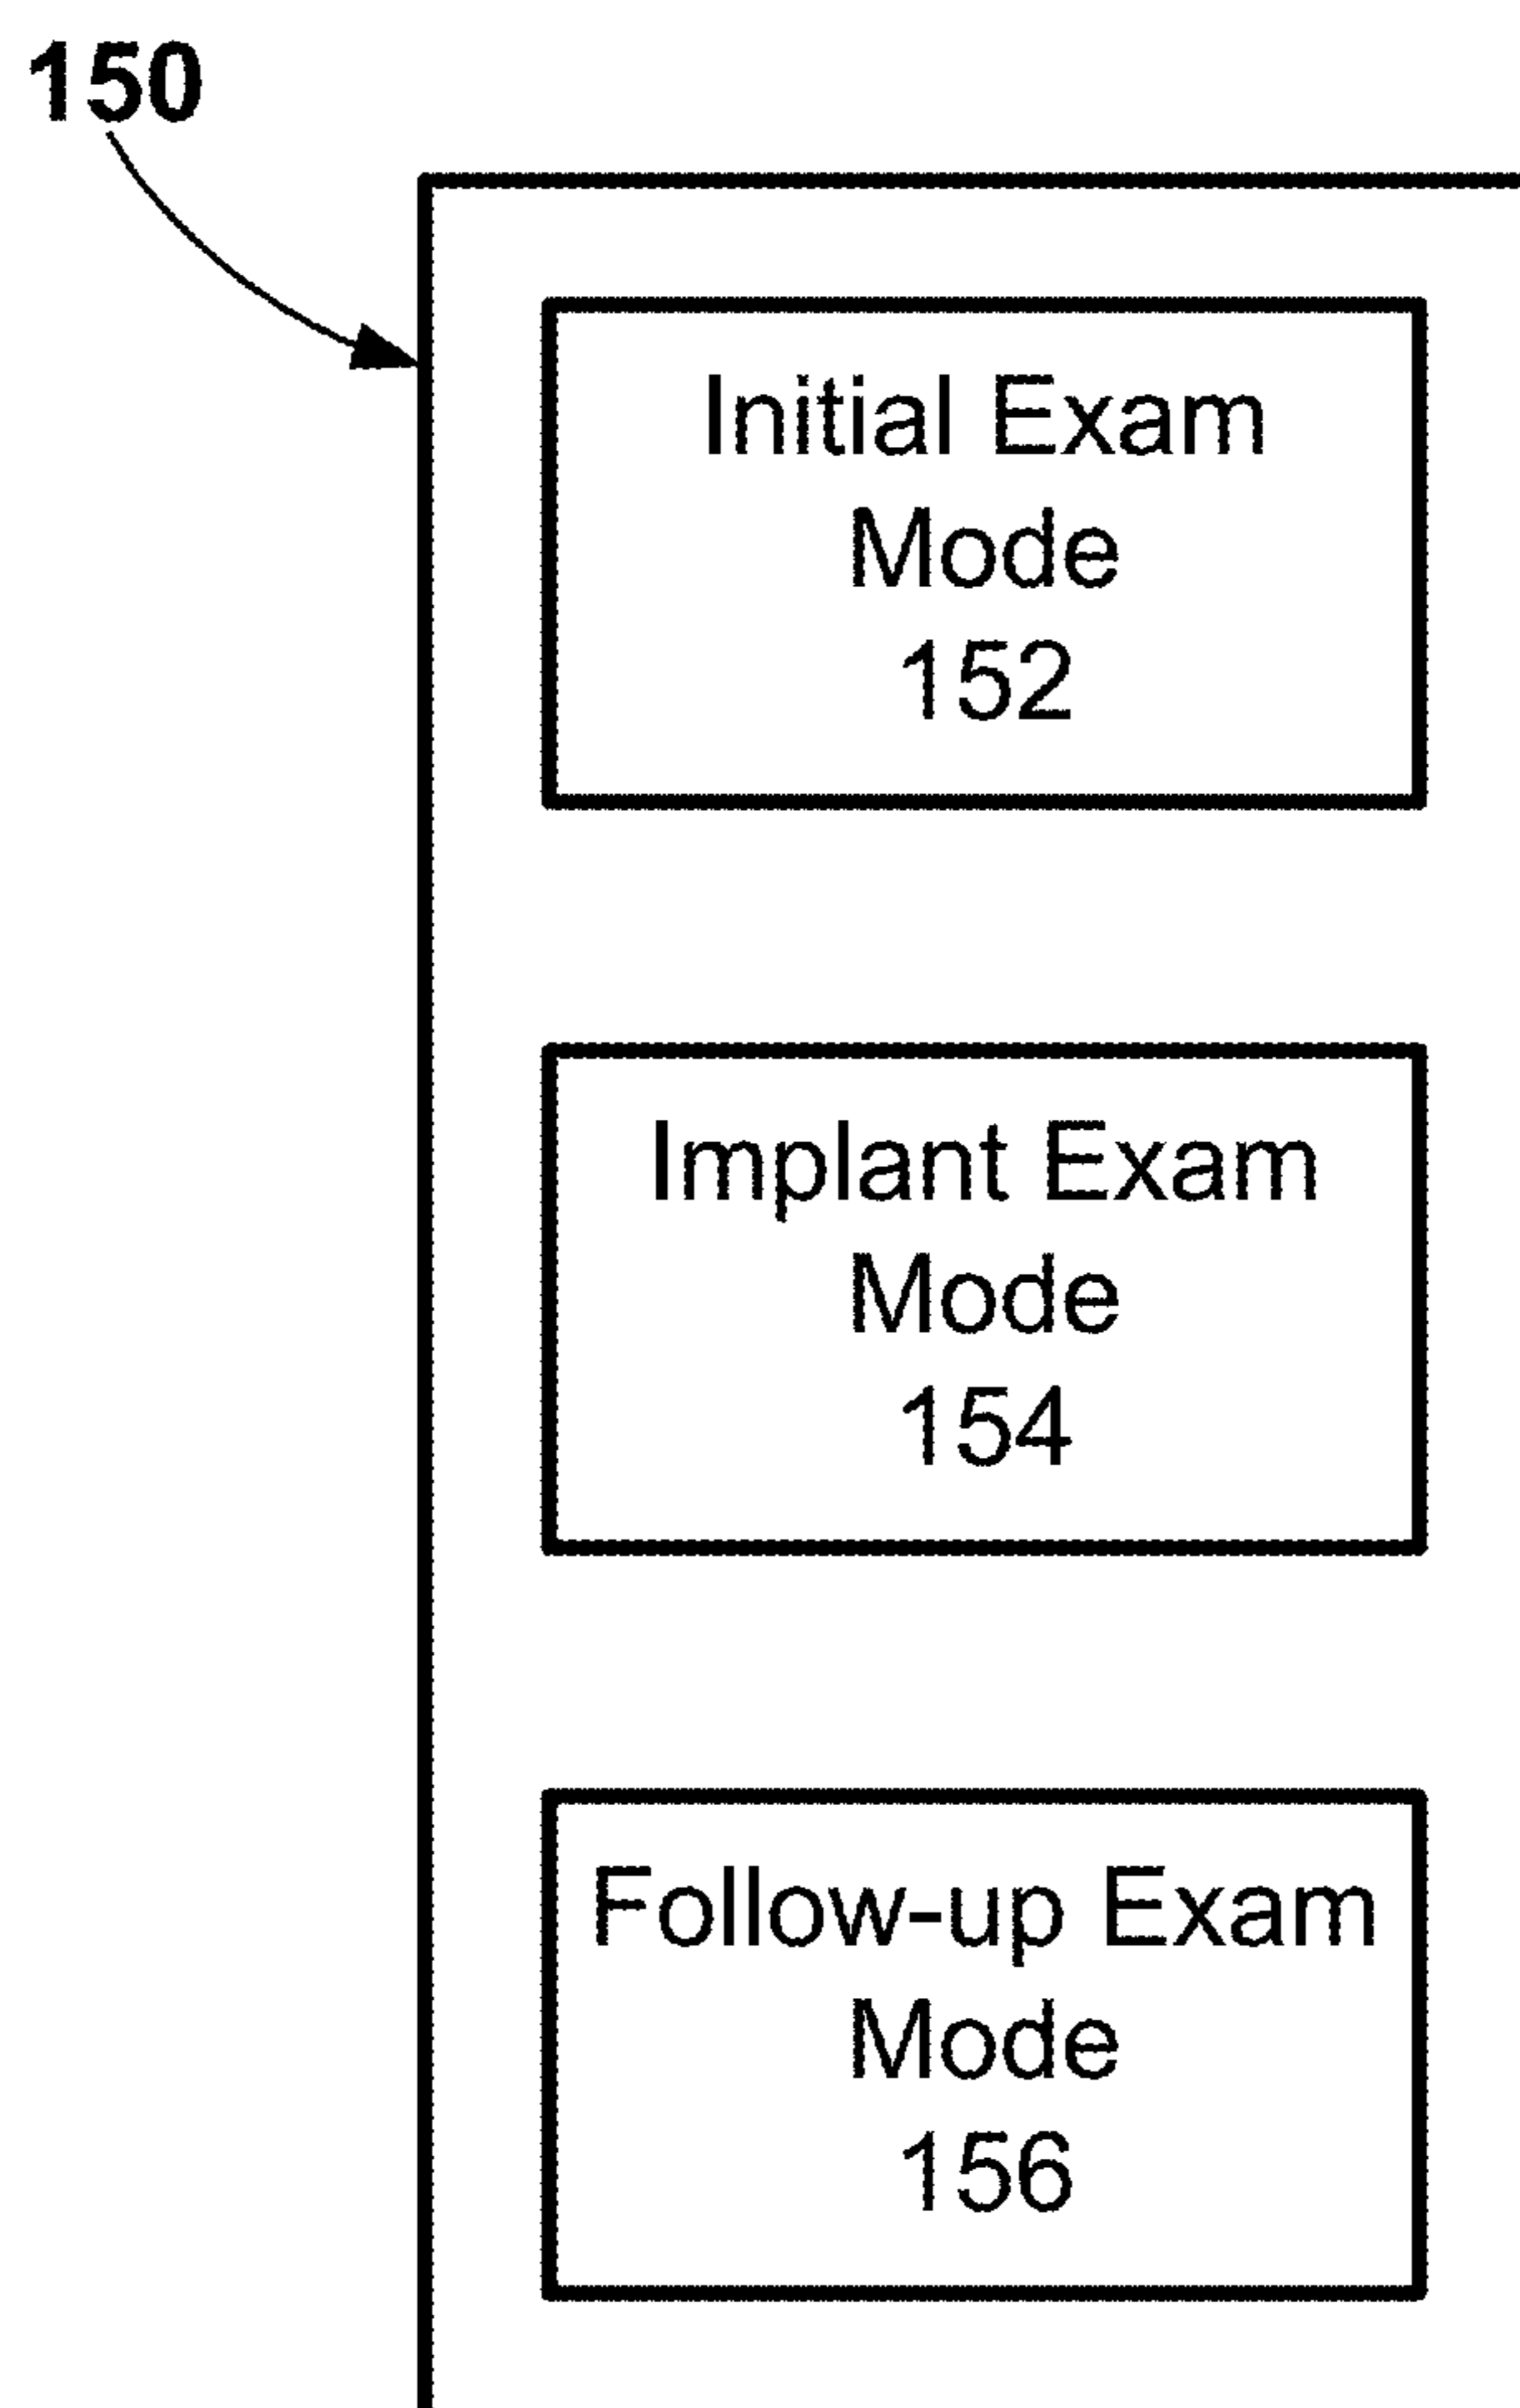 150
Initial Exam
Mode
152
Implant Exam
Mode
154
Follow-up Exam
Mode
156